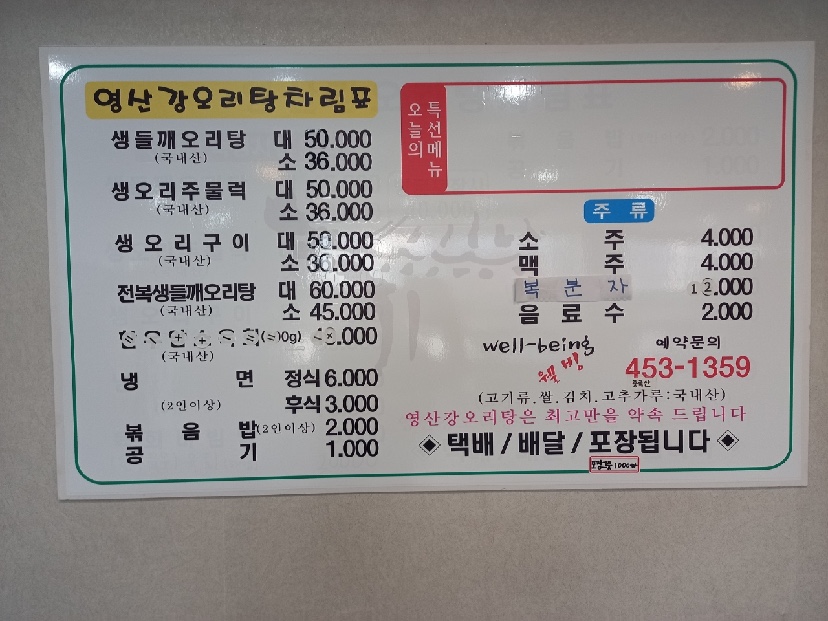 영산강오리탕차림표
생들깨오리탕 대 50.000
(국내산) 소 36.000
생오리주물럭 대 50.000
(국내산) 소 36.000
생오리구이 대 50.000
(국내산) 소 36.000
전복생들깨오리탕 대 60.000
(국내산) 소 45.000
(국내산)
냉면 정식 6.000
(2인이상) 후식 3.000
볶음밥(2인이상) 2.000
공기 1.000
오늘의 특선메뉴
주류
소주 4.000
맥주 4.000
복분자 12.000
음료수 2.000
well-being
웰빙
예약문의
453-1359
(고기류.쌀.김치.고추가루:국내산)
영산강오리탕은 최고만을 약속 드립니다
◈ 택배 / 배달 / 포장됩니다 ◈